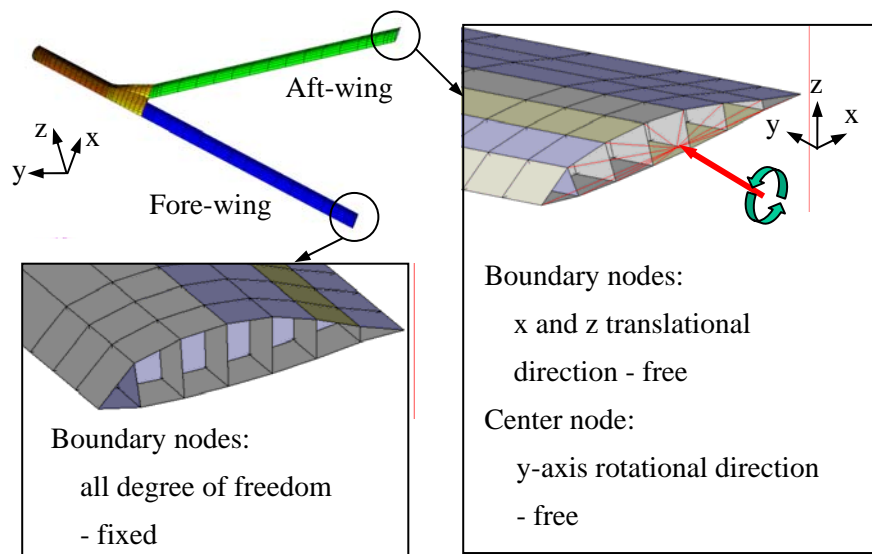 Aft-wing
z
x
y
Fore-wing
z
y
x
Boundary nodes:
x and z translational
direction - free
Center node:
y-axis rotational direction
- free
Boundary nodes:
all degree of freedom
- fixed